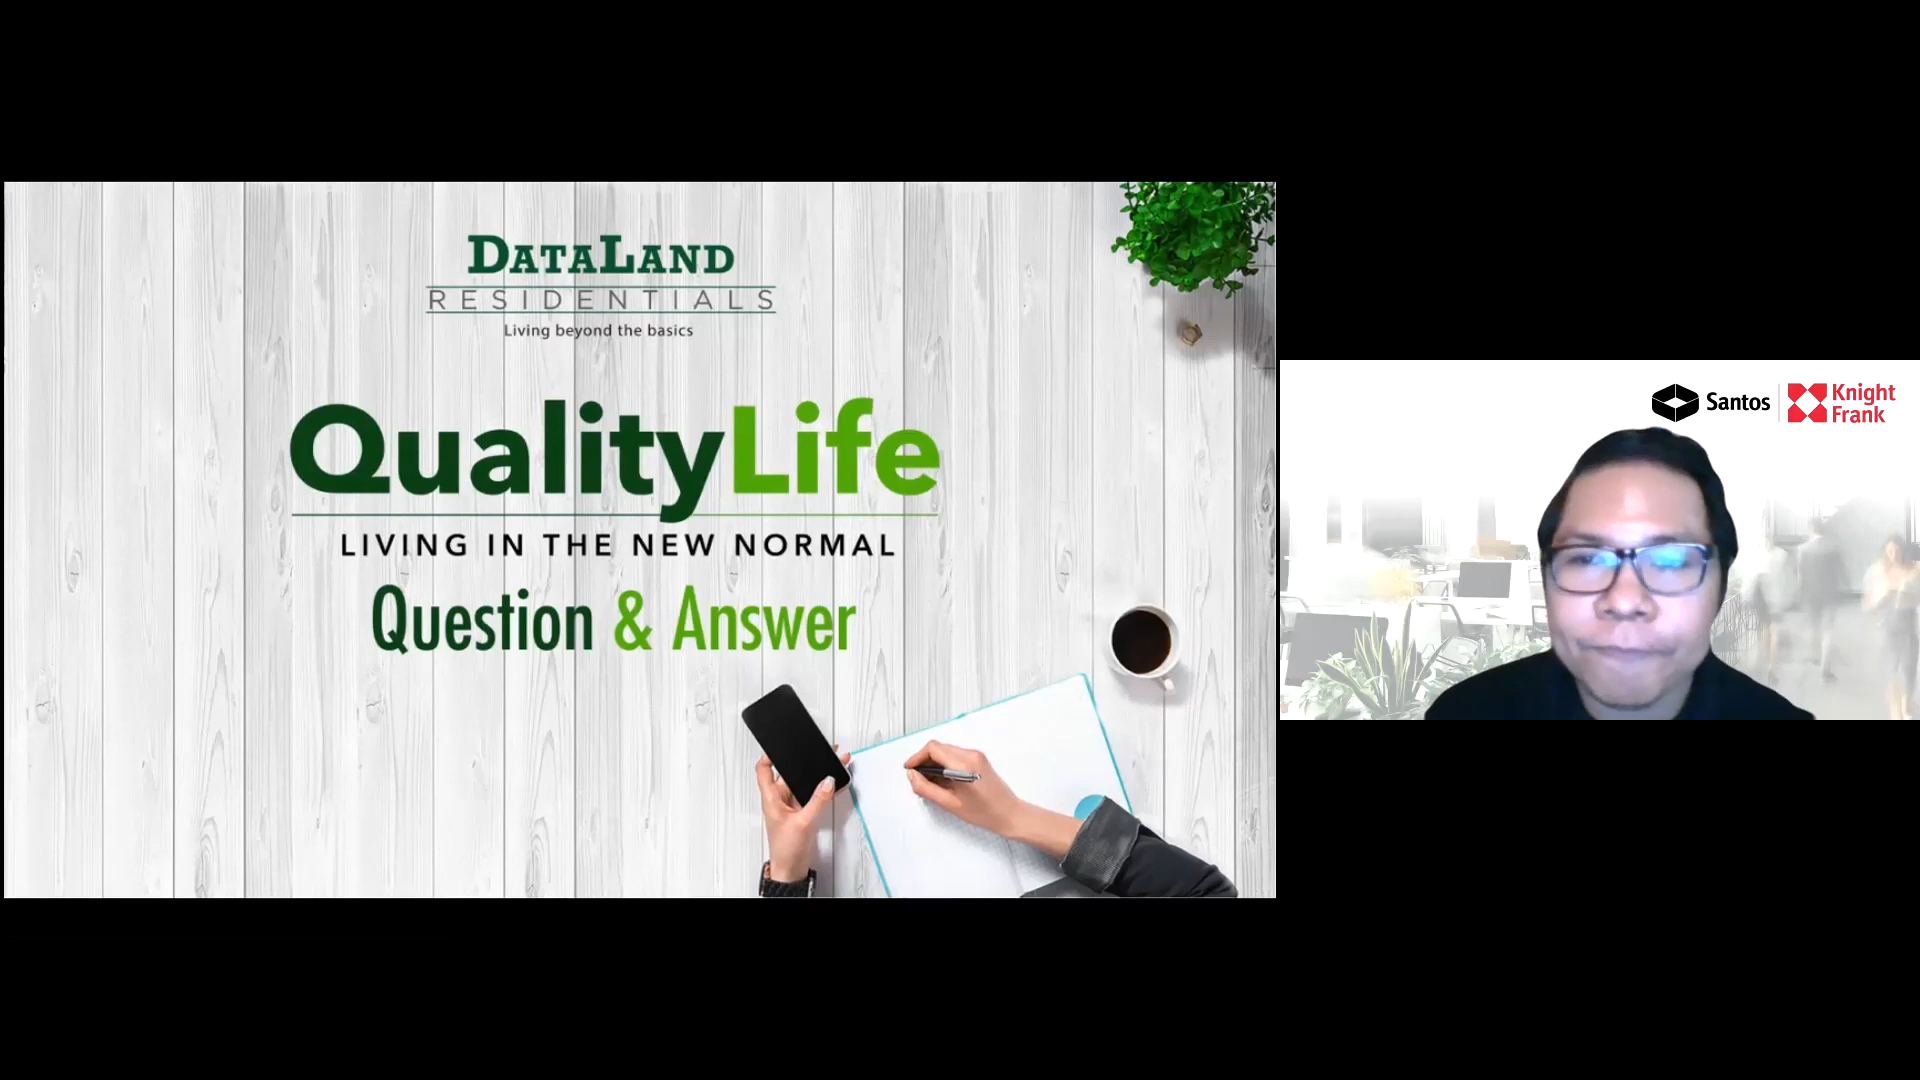 DATALAND
RESIDENTIALS
Living beyond the basics
QualityLife
LIVING IN THE NEW NORMAL
Question & Answer
Santos
Knight
Frank